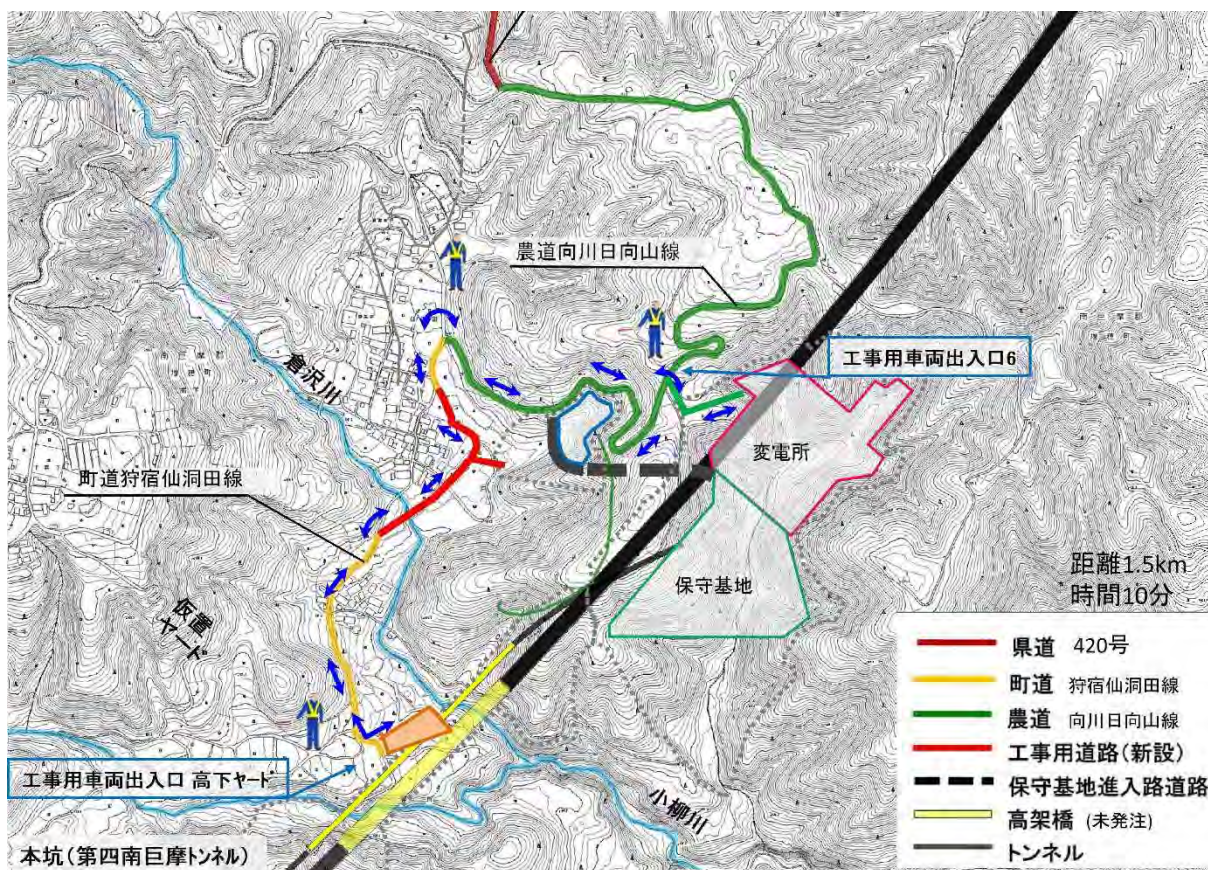 農道向川日向山線
工事用車両出入口6
倉沢川
変電所
町道狩宿仙洞田線
保守基地
距離1.5km
時間10分
仮置
ヤード
県道 420号
町道 狩宿仙洞田線
農道 向川日向山線
工事用道路(新設)
保守基地進入路道路
高架橋 (未発注)
トンネル
工事用車両出入口 高下ヤード
小柳川
本坑(第四南巨摩トンネル)